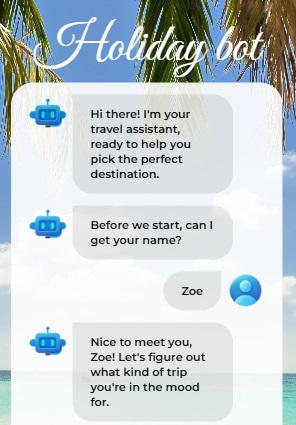 Holiday bot
Hi there! I'm your
travel assistant,
ready to help you
pick the perfect
destination.
Before we start, can I
get your name?
Zoe
Nice to meet you,
Zoe! Let's figure out
what kind of trip
you're in the mood
for.